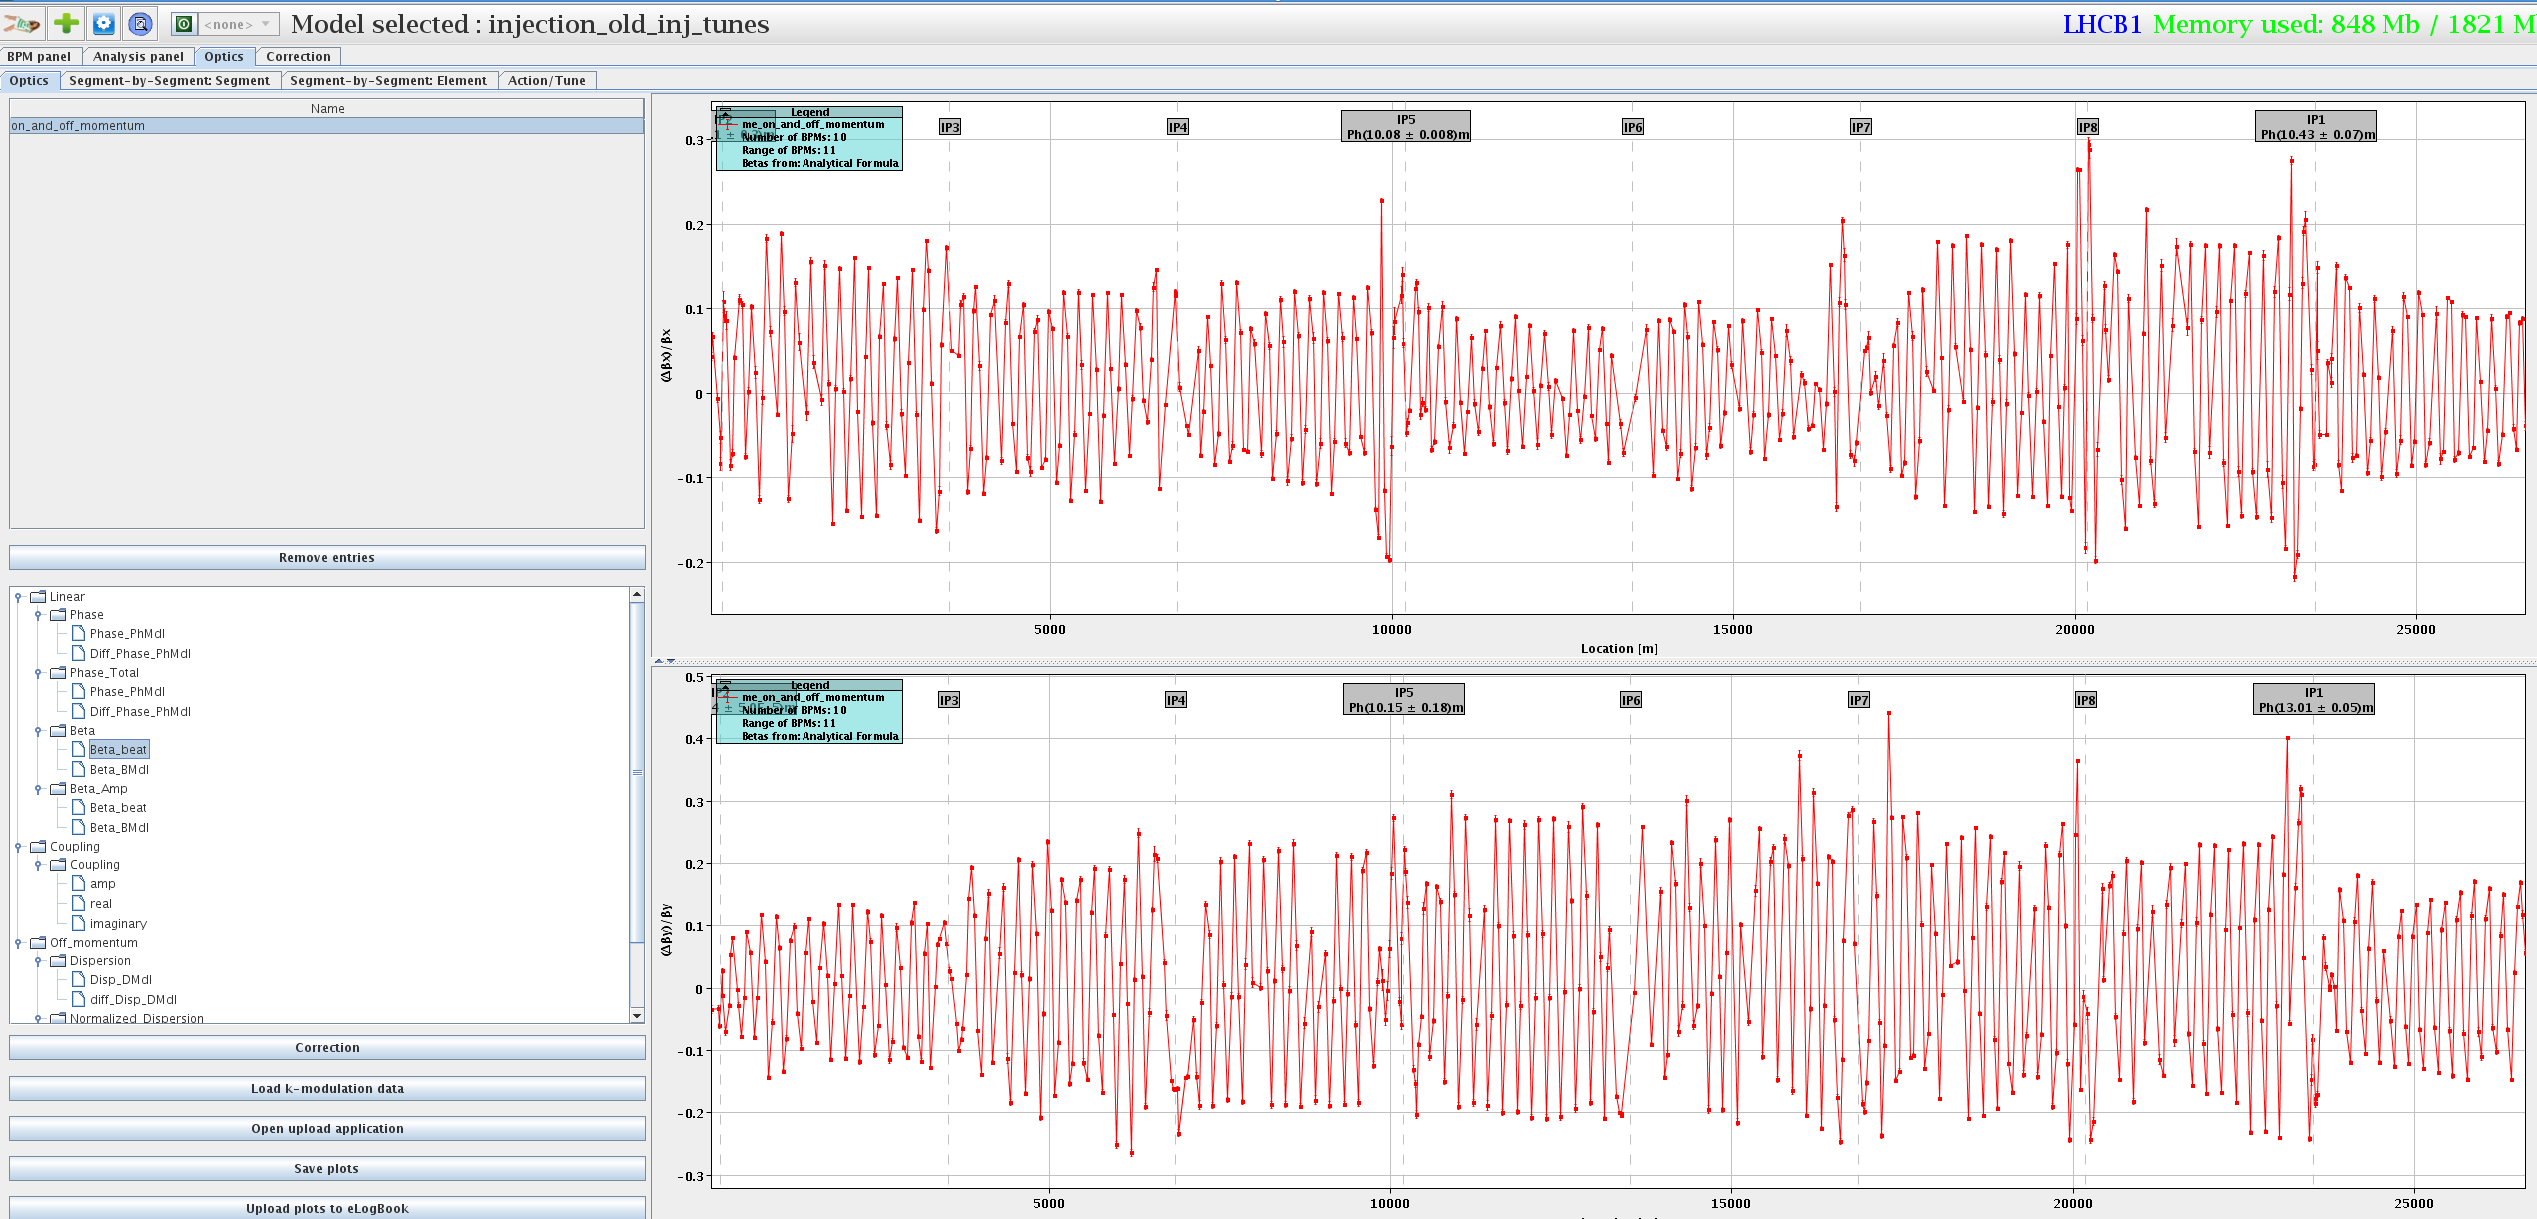 <none>
Model selected : injection_old_inj_tunes
LHCB1 Memory used: 848 Mb / 1821 M
BPM panel Analysis panel Optics Correction
Optics Segment-by-Segment: Segment Segment-by-Segment: Element Action/Tune
Name
on_and_off_momentum
Remove entries
Linear
Phase
Phase_PhMdl
Diff_Phase_PhMdl
Phase_Total
Phase_PhMdl
Diff_Phase_PhMdl
Beta
Beta_beat
Beta_BMdl
Beta_Amp
Beta_beat
Beta_BMdl
Coupling
Coupling
amp
real
imaginary
Off_momentum
Dispersion
Disp_DMdl
diff_Disp_DMdl
Normalized_Dispersion
Correction
Load k-modulation data
Open upload application
Save plots
Upload plots to eLogBook
Legend
me_on_and_off_momentum
Number of BPMs: 10
Range of BPMs: 11
Betas from: Analytical Formula
IP3
IP4
IP5
Ph(10.08 ± 0.008)m
IP6
IP7
IP8
IP1
Ph(10.43 ± 0.07)m
(Δβx)/βx
0.3
0.2
0.1
0
-0.1
-0.2
5000 10000 15000 20000 25000
Location [m]
Legend
me_on_and_off_momentum
Number of BPMs: 10
Range of BPMs: 11
Betas from: Analytical Formula
IP3
IP4
IP5
Ph(10.15 ± 0.18)m
IP6
IP7
IP8
IP1
Ph(13.01 ± 0.05)m
(Δβy)/βy
0.5
0.4
0.3
0.2
0.1
0
-0.1
-0.2
-0.3
5000 10000 15000 20000 25000